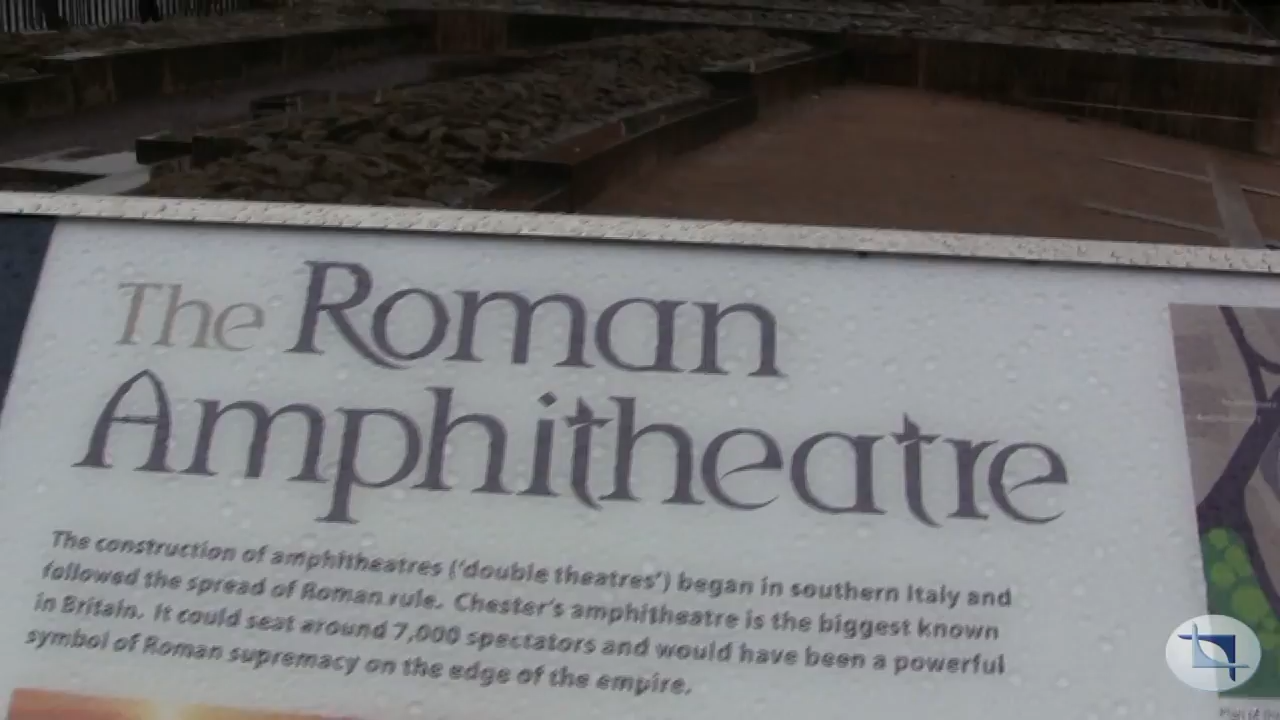 The Roman
Amphitheatre
The construction of amphitheatres ('double theatres') began in southern Italy and
followed the spread of Roman rule. Chester's amphitheatre is the biggest known
in Britain. It could seat around 7,000 spectators and would have been a powerful
symbol of Roman supremacy on the edge of the empire.